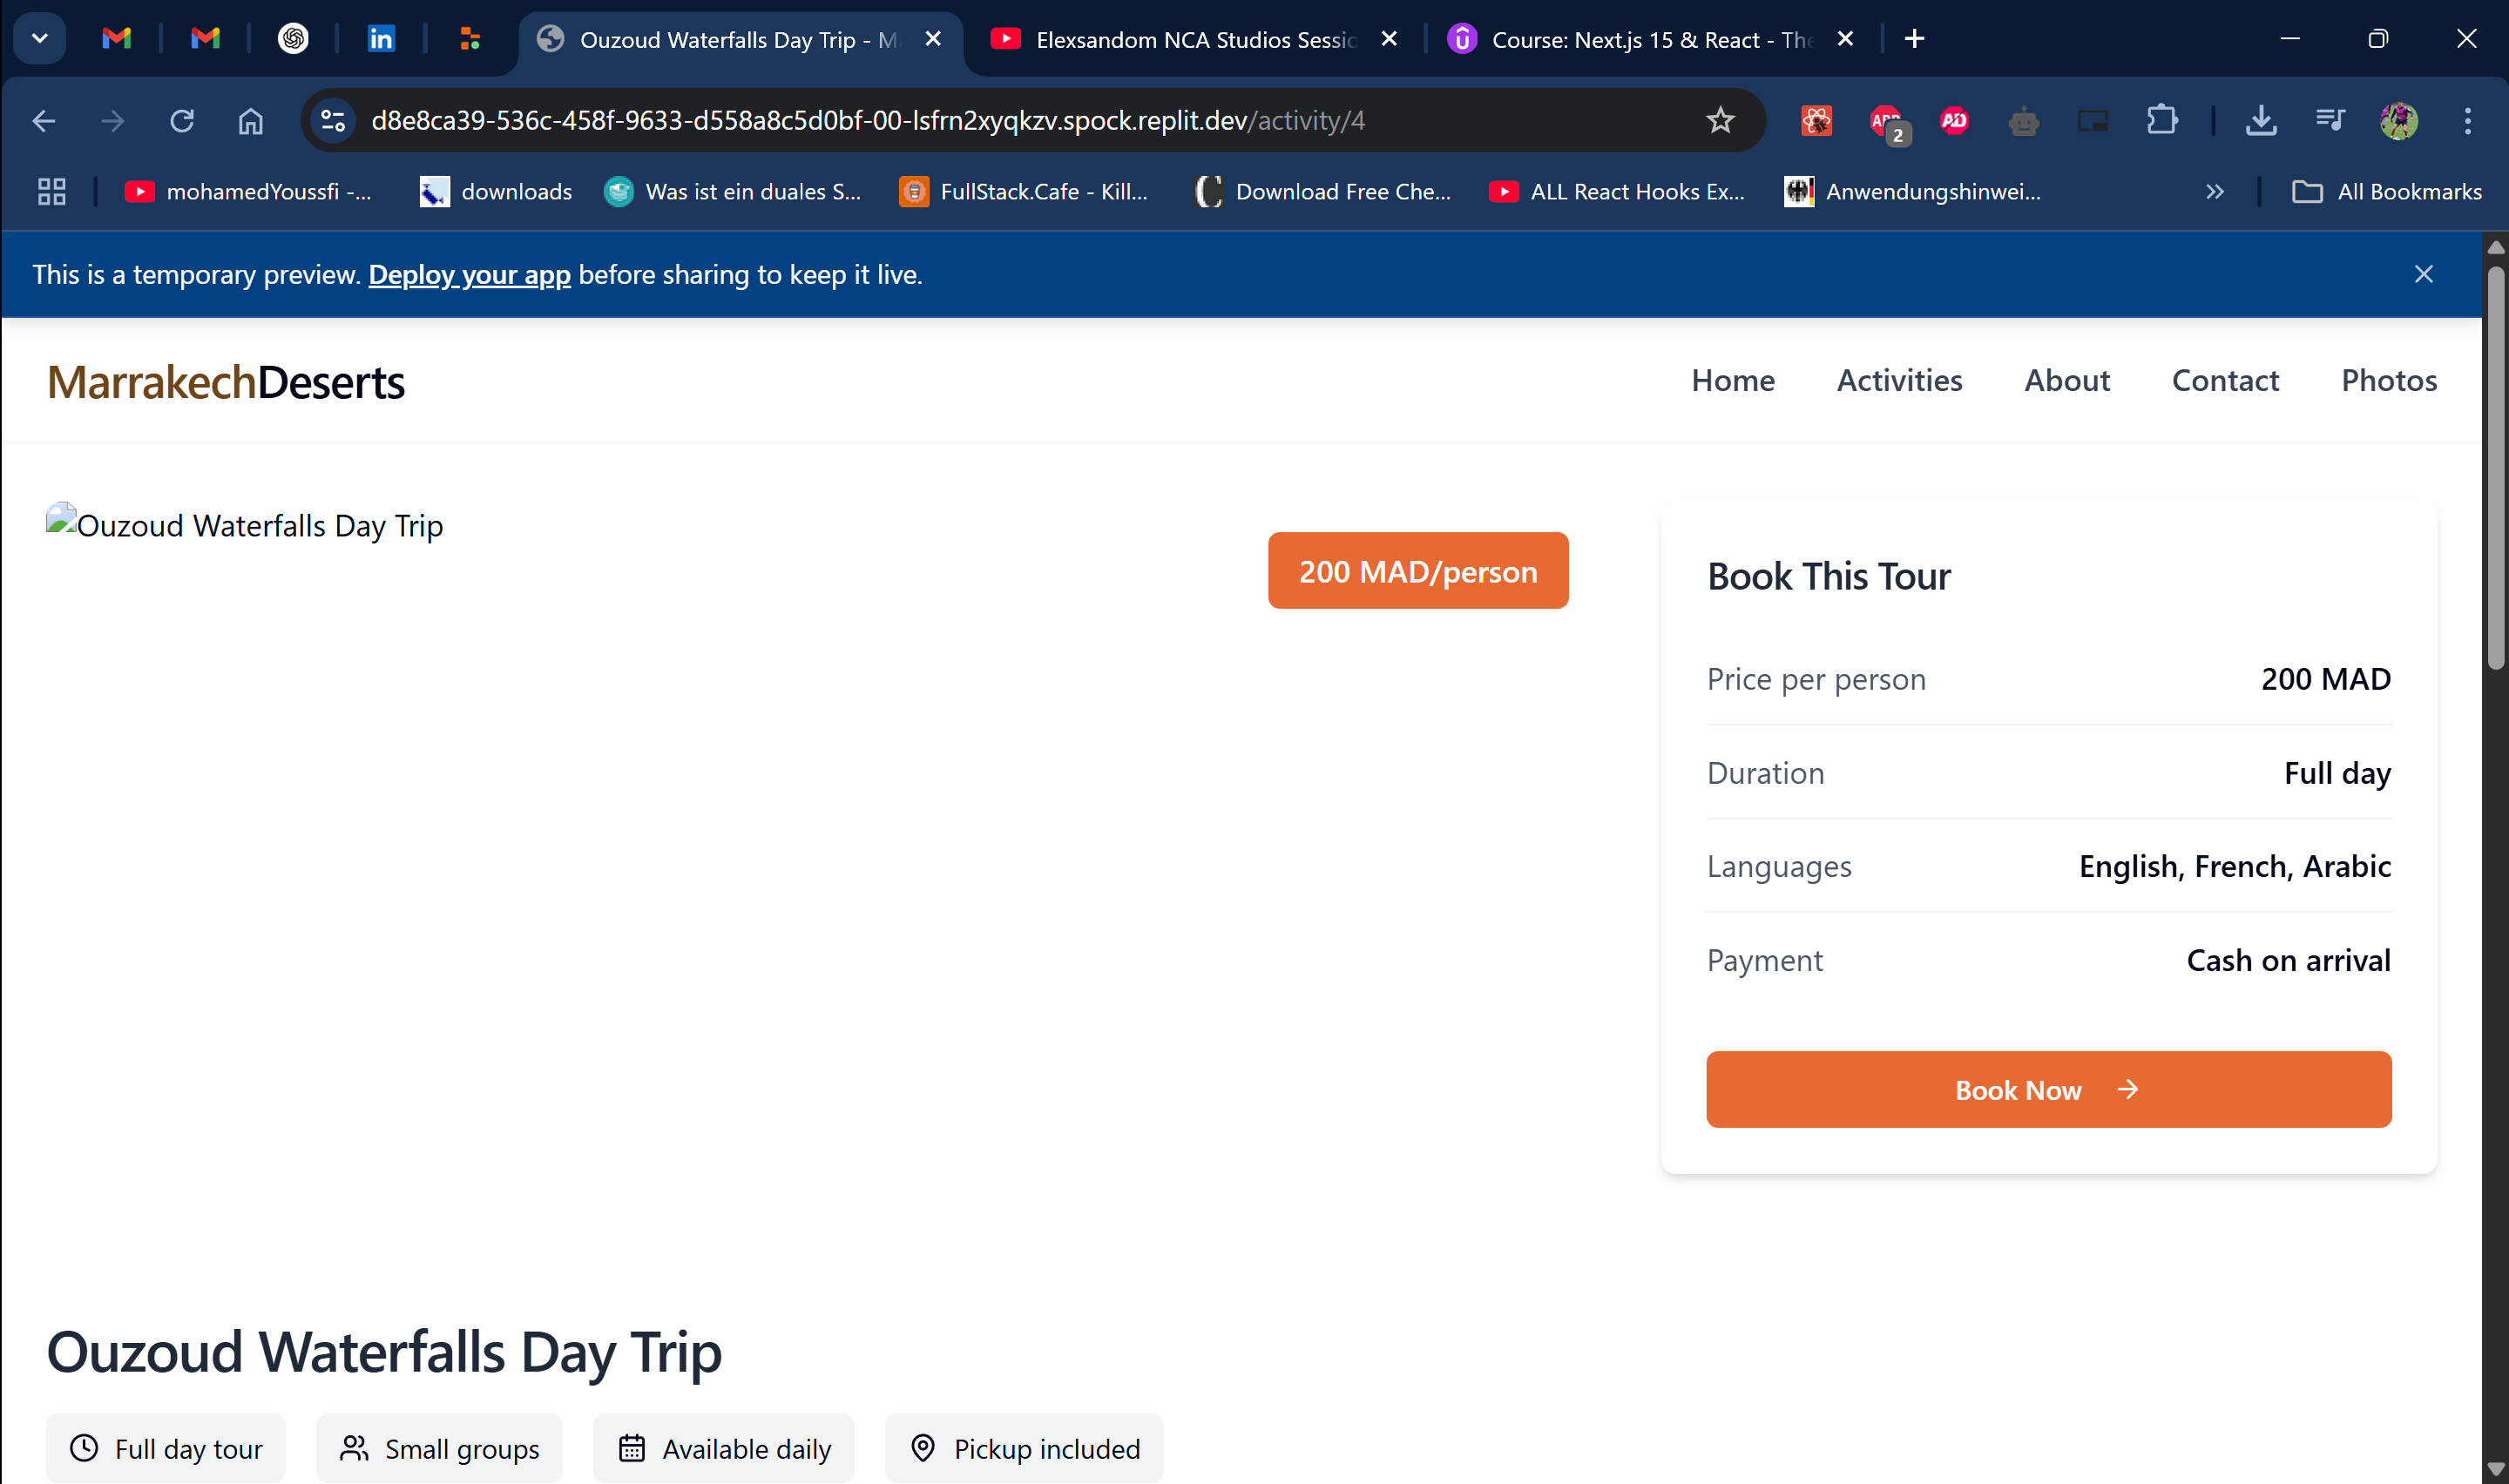 Ouzoud Waterfalls Day Trip - M
Elexsandom NCA Studios Sessic
Course: Next.js 15 & React - The
d8e8ca39-536c-458f-9633-d558a8c5d0bf-00-lsfrn2xyqkzv.spock.replit.dev/activity/4
ABP
2
AD
mohamedYoussfi -...
downloads
Was ist ein duales S...
FullStack.Cafe - Kill...
Download Free Che...
ALL React Hooks Ex...
Anwendungshinwei...
All Bookmarks
This is a temporary preview. Deploy your app before sharing to keep it live.
MarrakechDeserts
Home
Activities
About
Contact
Photos
Ouzoud Waterfalls Day Trip
200 MAD/person
Book This Tour
Price per person 200 MAD
Duration Full day
Languages English, French, Arabic
Payment Cash on arrival
Book Now
Ouzoud Waterfalls Day Trip
Full day tour
Small groups
Available daily
Pickup included